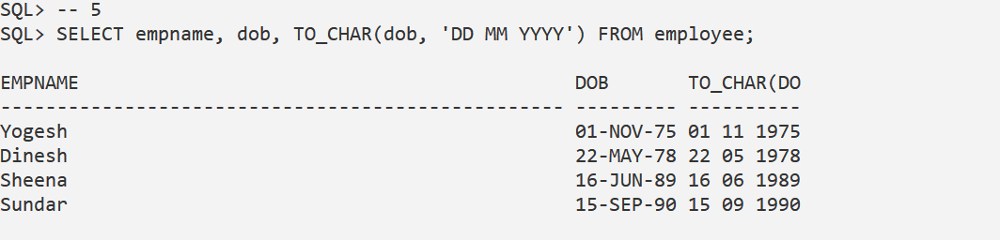 SQL> -- 5
SQL> SELECT empname, dob, TO_CHAR(dob, 'DD MM YYYY') FROM employee;
EMPNAME                                            DOB       TO_CHAR(DO
-------------------------------------------------- --------- ----------
Yogesh                                             01-NOV-75 01 11 1975
Dinesh                                             22-MAY-78 22 05 1978
Sheena                                             16-JUN-89 16 06 1989
Sundar                                             15-SEP-90 15 09 1990